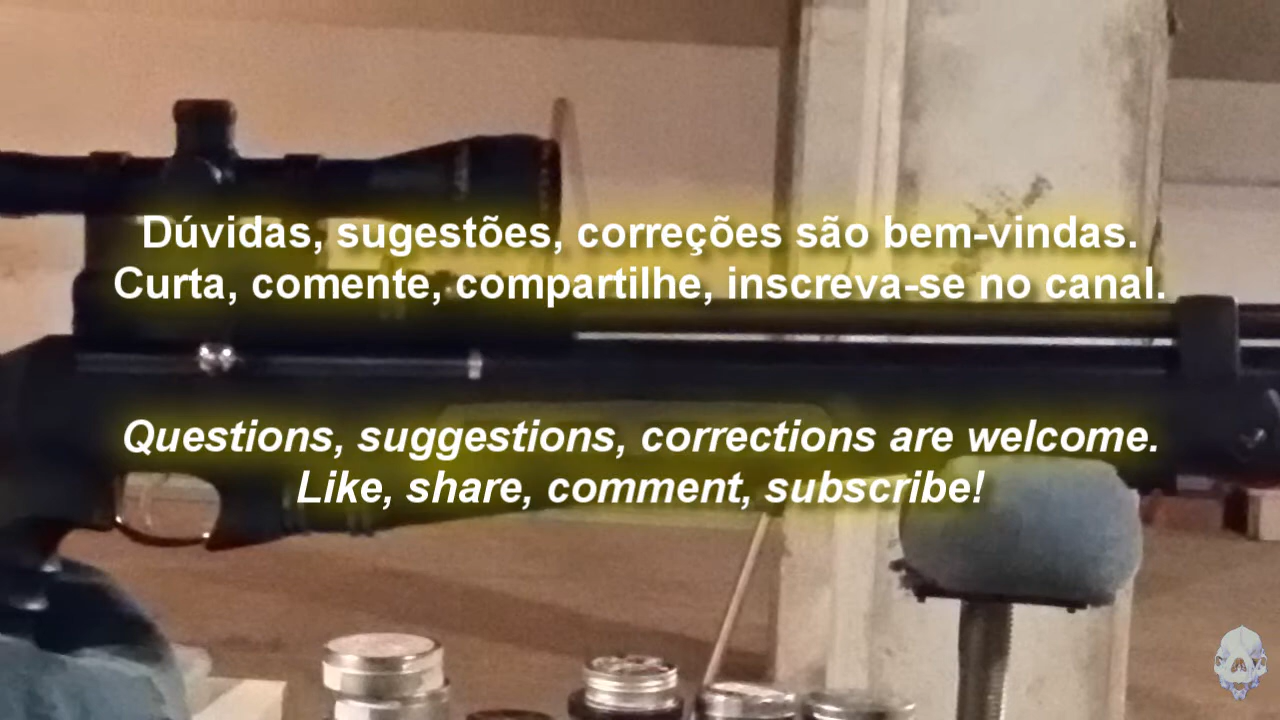 Dúvidas, sugestões, correções são bem-vindas.
Curta, comente, compartilhe, inscreva-se no canal.
Questions, suggestions, corrections are welcome.
Like, share, comment, subscribe!